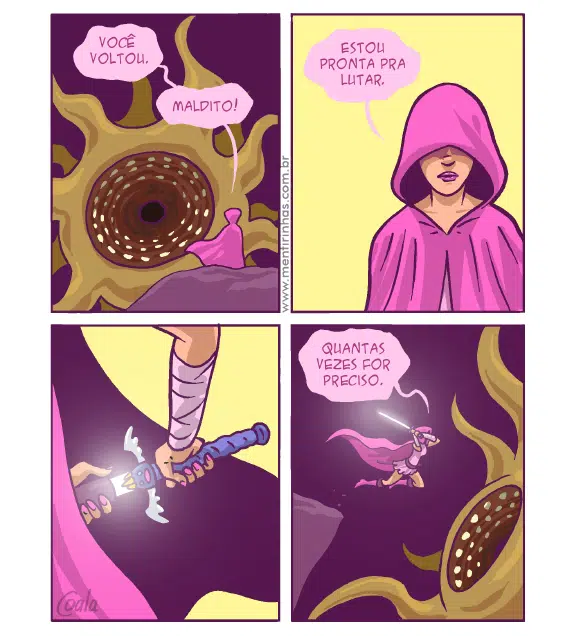 VOCÊ
VOLTOU.
MALDITO!
ESTOU
PRONTA PRA
LUTAR.
www.mentirinhas.com.br
QUANTAS
VEZES FOR
PRECISO.
Coala